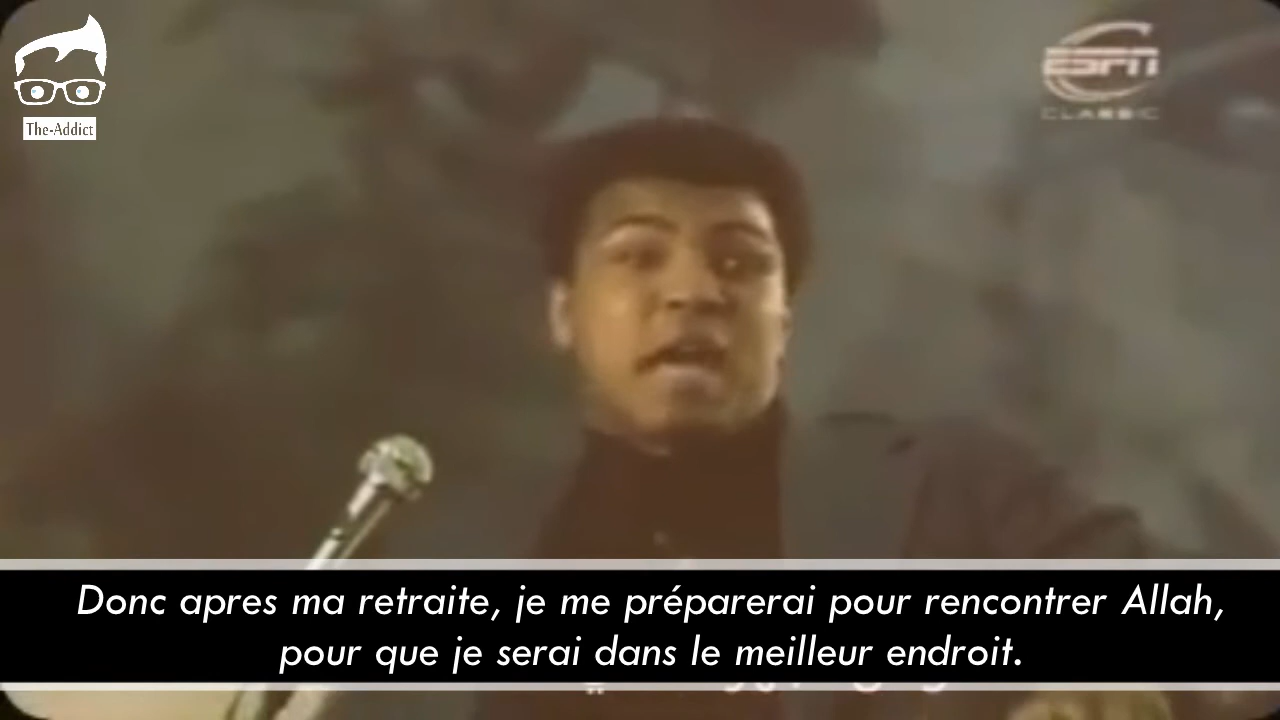 The-Addict
ESFN
CLASSIC
Donc apres ma retraite, je me préparerai pour rencontrer Allah,
pour que je serai dans le meilleur endroit.